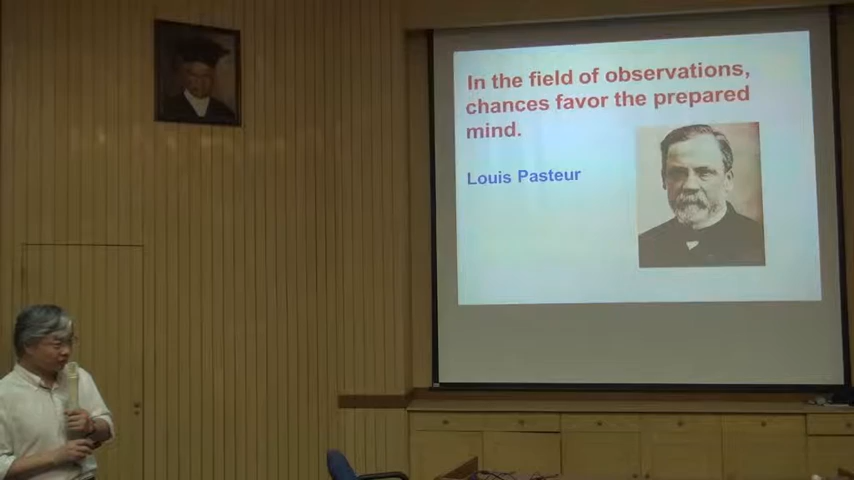 In the field of observations,
chances favor the prepared
mind.
Louis Pasteur